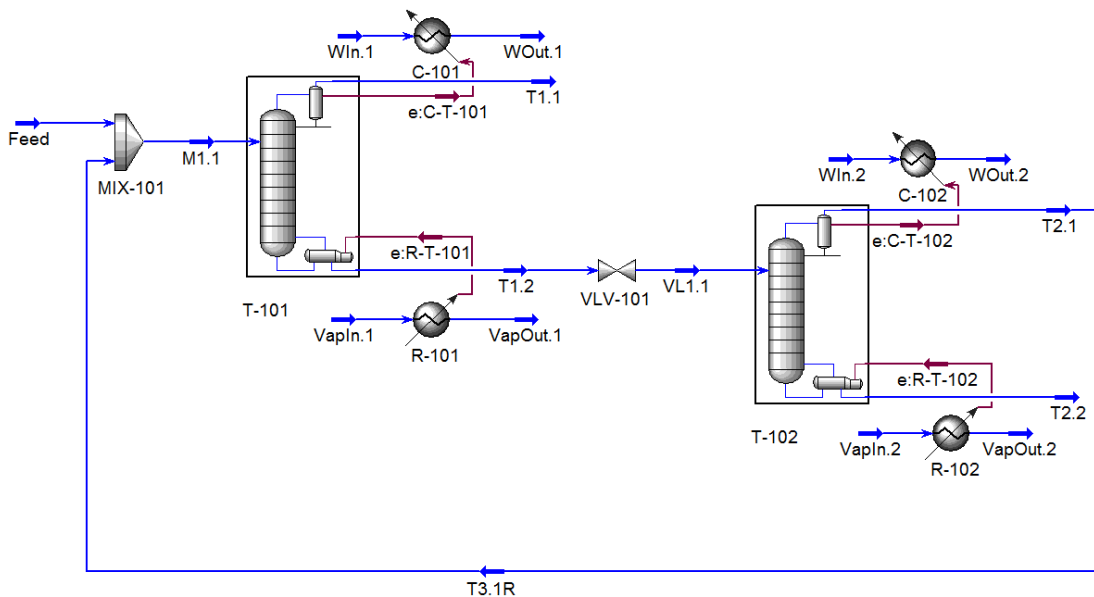 WIn.1
WOut.1
C-101
T1.1
e:C-T-101
Feed
M1.1
MIX-101
WIn.2
WOut.2
C-102
T2.1
e:C-T-102
e:R-T-101
T1.2
VLV-101
VL1.1
T-101
VapIn.1
VapOut.1
R-101
e:R-T-102
T2.2
T-102
VapIn.2
VapOut.2
R-102
T3.1R